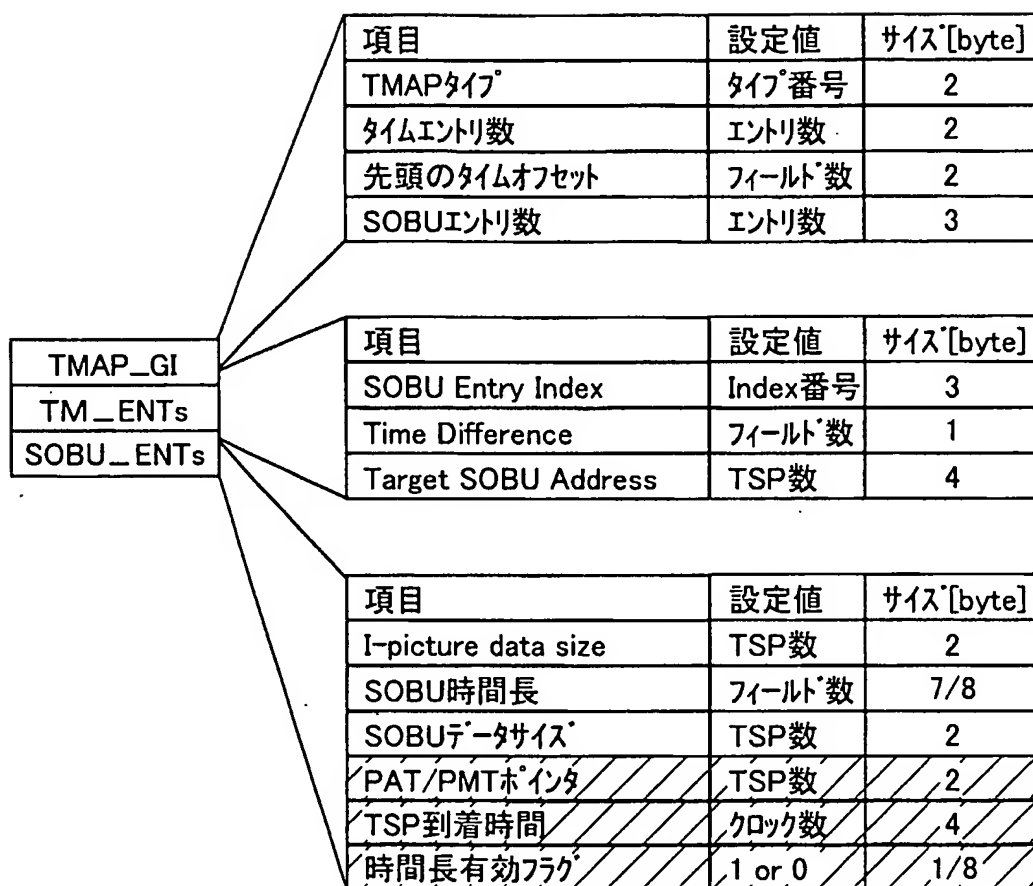 項目 設定値 サイズ[byte]
TMAPタイプ タイプ番号 2
タイムエントリ数 エントリ数 2
先頭のタイムオフセット フィールド数 2
SOBUエントリ数 エントリ数 3
TMAP_GI
TM_ENTs
SOBU_ENTs
項目 設定値 サイズ[byte]
SOBU Entry Index Index番号 3
Time Difference フィールド数 1
Target SOBU Address TSP数 4
項目 設定値 サイズ[byte]
I-picture data size TSP数 2
SOBU時間長 フィールド数 7/8
SOBUデータサイズ TSP数 2
PAT/PMTポインタ TSP数 2
TSP到着時間 クロック数 4
時間長有効フラグ 1 or 0 1/8